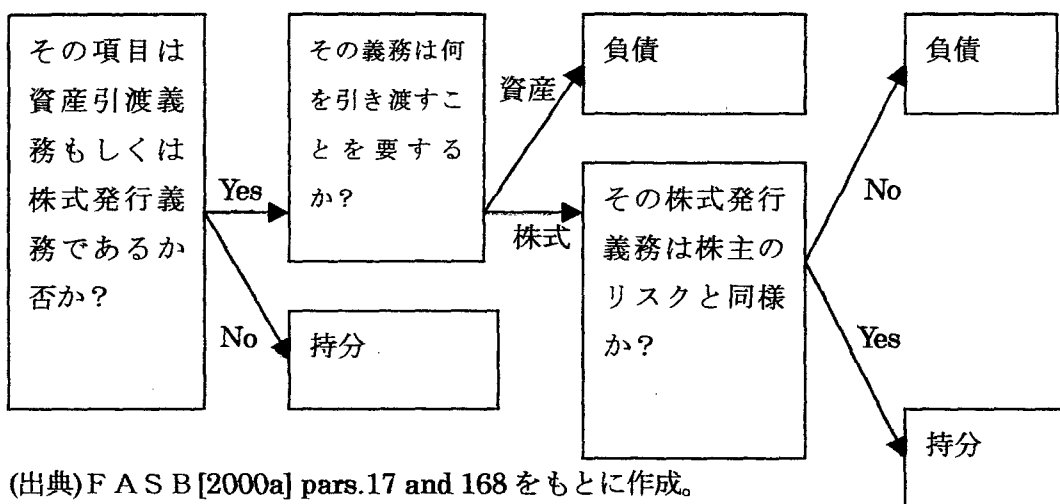 その項目は
資産引渡義
務もしくは
株式発行義
務であるか
否か？
Yes
No
その義務は何
を引き渡すこ
とを要する
か？
持分
資産
株式
負債
その株式発行
義務は株主の
リスクと同様
か？
No
Yes
負債
持分
(出典)ＦＡＳＢ[2000a] pars.17 and 168 をもとに作成。